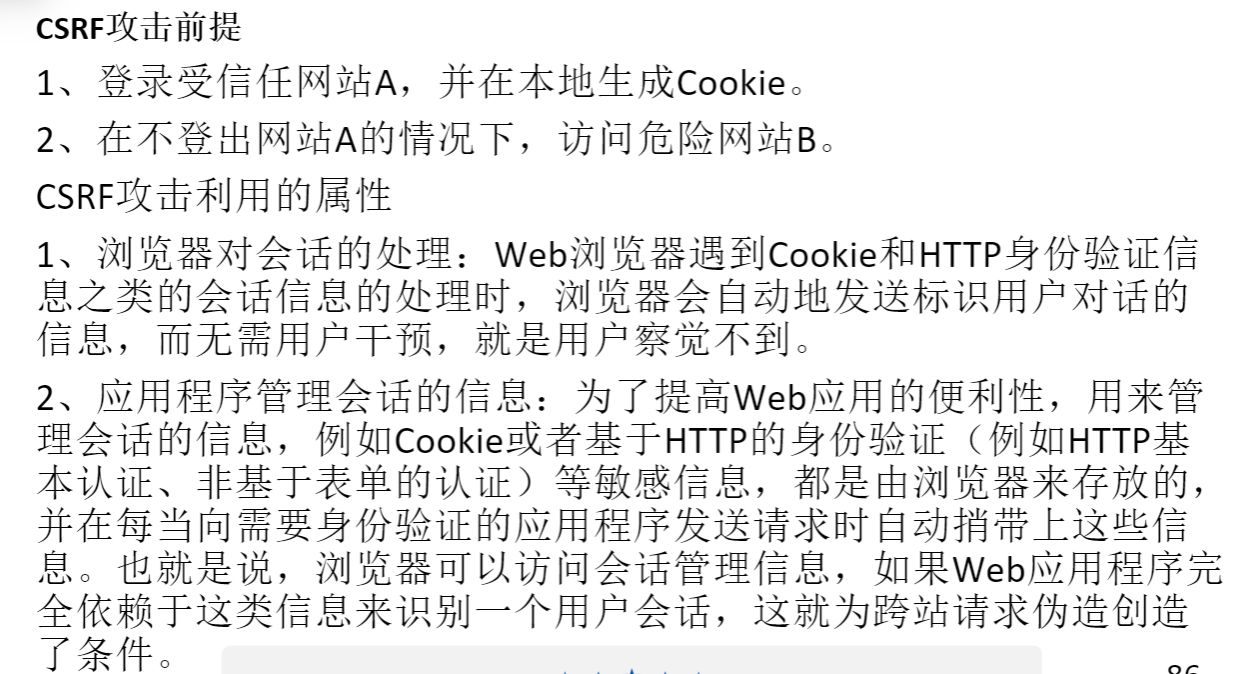 CSRF攻击前提
1、登录受信任网站A，并在本地生成Cookie。
2、在不登出网站A的情况下，访问危险网站B。
CSRF攻击利用的属性
1、浏览器对会话的处理：Web浏览器遇到Cookie和HTTP身份验证信
息之类的会话信息的处理时，浏览器会自动地发送标识用户对话的
信息，而无需用户干预，就是用户察觉不到。
2、应用程序管理会话的信息：为了提高Web应用的便利性，用来管
理会话的信息，例如Cookie或者基于HTTP的身份验证（例如HTTP基
本认证、非基于表单的认证）等敏感信息，都是由浏览器来存放的，
并在每当向需要身份验证的应用程序发送请求时自动捎带上这些信
息。也就是说，浏览器可以访问会话管理信息，如果Web应用程序完
全依赖于这类信息来识别一个用户会话，这就为跨站请求伪造创造
了条件。